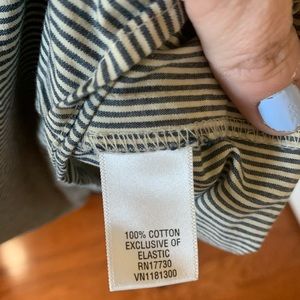 100% COTTON
EXCLUSIVE OF
ELASTIC
RN17730
VN1181300